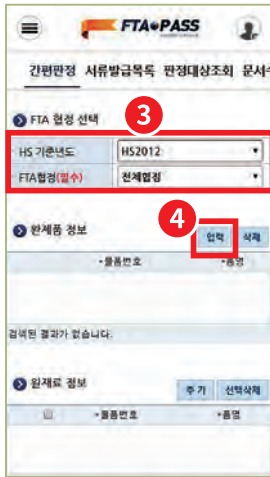 FTA PASS
간편판정 서류발급목록 판정대상조회 문서수
FTA 협정 선택
3
HS 기준년도 HS2012
FTA협정(필수) 전체협정
4
완제품 정보 입력 삭제
•물품번호 •품명
검색된 결과가 없습니다.
원재료 정보 추가 선택삭제
•물품번호 •품명